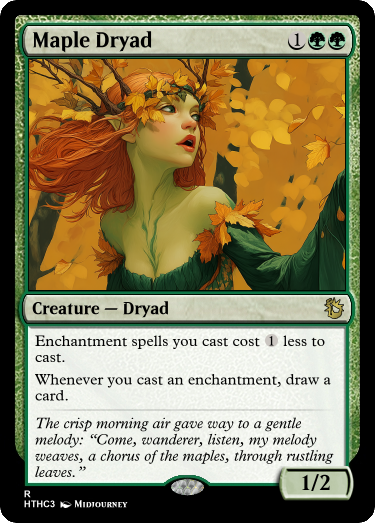 Maple Dryad 1
Creature — Dryad
Enchantment spells you cast cost 1 less to
cast.
Whenever you cast an enchantment, draw a
card.
The crisp morning air gave way to a gentle
melody: “Come, wanderer, listen, my melody
weaves, a chorus of the maples, through rustling
leaves.”
1/2
R
HTHC3 Midjourney